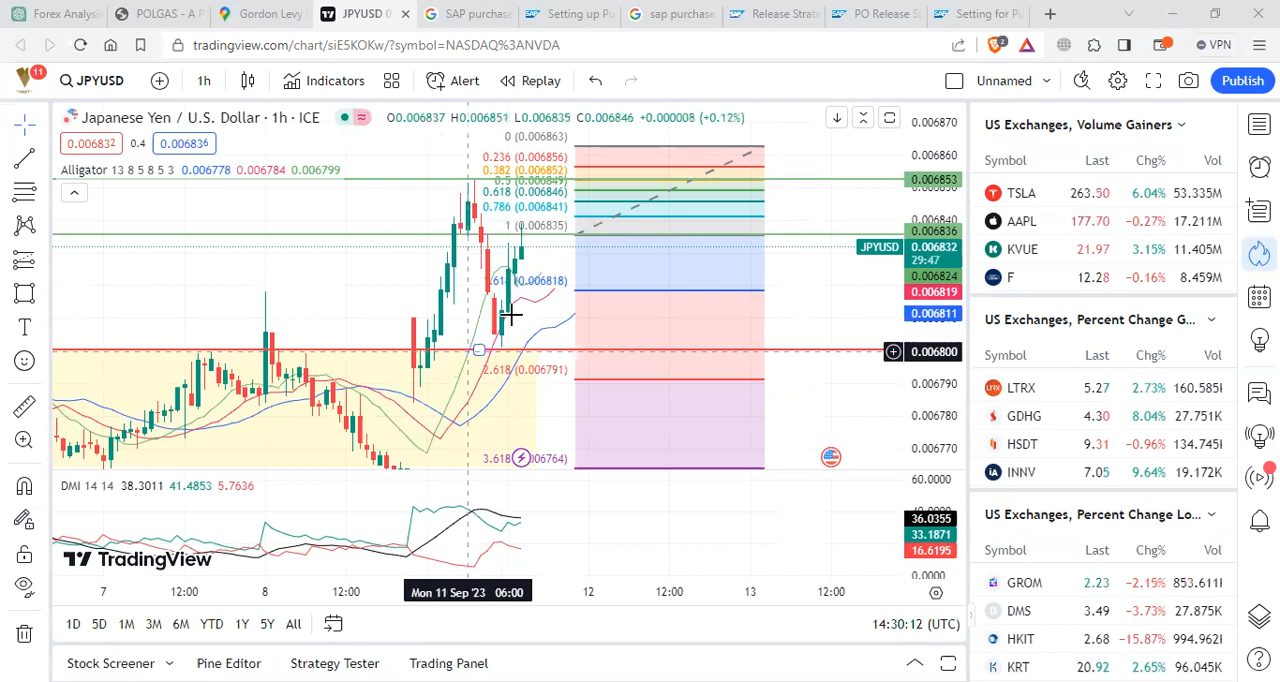 Forex Analysi
POLGAS - A P
Gordon Levy
JPYUSD 0
SAP purchase
Setting up Pu
sap purchase
Release Strate
PO Release S
Setting for Pu
tradingview.com/chart/siE5KOKw/?symbol=NASDAQ%3ANVDA
2
VPN
11
JPYUSD
1h
Indicators
Alert
Replay
Unnamed
Publish
Japanese Yen / U.S. Dollar · 1h · ICE
O0.006837 H0.006851 L0.006835 C0.006846 +0.000008 (+0.12%)
0.006832 0.4 0.006836
Alligator 13 8 5 8 5 3 0.006778 0.006784 0.006799
0 (0.006863)
0.236 (0.006856)
0.382 (0.006852)
0.5 (0.006849)
0.618 (0.006846)
0.786 (0.006841)
1 (0.006835)
(0.006818)
2.618 (0.006791)
3.618
0.006870
0.006860
0.006853
0.006840
0.006836
JPYUSD 0.006832
29:47
0.006824
0.006819
0.006811
0.006800
0.006790
0.006780
0.006770
DMI 14 14 38.3011 41.4853 5.7636
60.0000
36.0355
33.1871
16.6195
0.0000
TradingView
7 12:00 8 12:00 Mon 11 Sep '23 06:00 12 12:00 13 12:00
1D 5D 1M 3M 6M YTD 1Y 5Y All
14:30:12 (UTC)
Stock Screener Pine Editor Strategy Tester Trading Panel
US Exchanges, Volume Gainers
Symbol Last Chg% Vol
TSLA 263.50 6.04% 53.335M
AAPL 177.70 −0.27% 17.211M
KVUE 21.97 3.15% 11.405M
F 12.28 −0.16% 8.459M
US Exchanges, Percent Change G...
Symbol Last Chg% Vol
LTRX 5.27 2.73% 160.585K
GDHG 4.30 8.04% 27.751K
HSDT 9.31 −0.96% 134.745K
INNV 7.05 9.64% 19.172K
US Exchanges, Percent Change Lo...
Symbol Last Chg% Vol
GROM 2.23 −2.15% 853.611K
DMS 3.49 −3.73% 27.875K
HKIT 2.68 −15.87% 994.962K
KRT 20.92 2.65% 96.045K